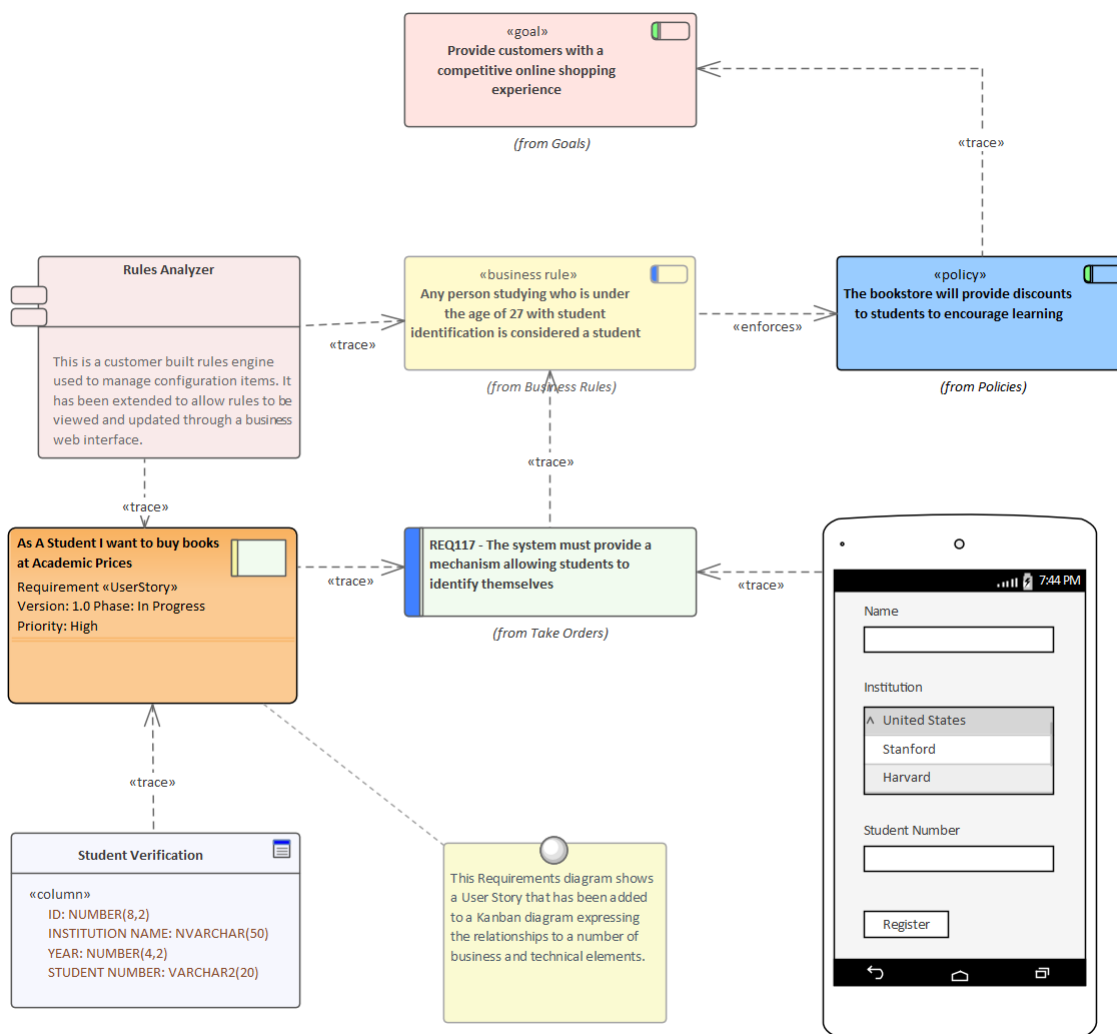 «goal»
Provide customers with a
competitive online shopping
experience
(from Goals)
«trace»
Rules Analyzer
This is a customer built rules engine
used to manage configuration items. It
has been extended to allow rules to be
viewed and updated through a business
web interface.
«trace»
«business rule»
Any person studying who is under
the age of 27 with student
identification is considered a student
(from Business Rules)
«enforces»
«policy»
The bookstore will provide discounts
to students to encourage learning
(from Policies)
«trace»
«trace»
As A Student I want to buy books
at Academic Prices
Requirement «UserStory»
Version: 1.0 Phase: In Progress
Priority: High
«trace»
REQ117 - The system must provide a
mechanism allowing students to
identify themselves
(from Take Orders)
«trace»
7:44 PM
Name
Institution
United States
Stanford
Harvard
Student Number
Register
«trace»
Student Verification
«column»
ID: NUMBER(8,2)
INSTITUTION NAME: NVARCHAR(50)
YEAR: NUMBER(4,2)
STUDENT NUMBER: VARCHAR2(20)
This Requirements diagram shows
a User Story that has been added
to a Kanban diagram expressing
the relationships to a number of
business and technical elements.